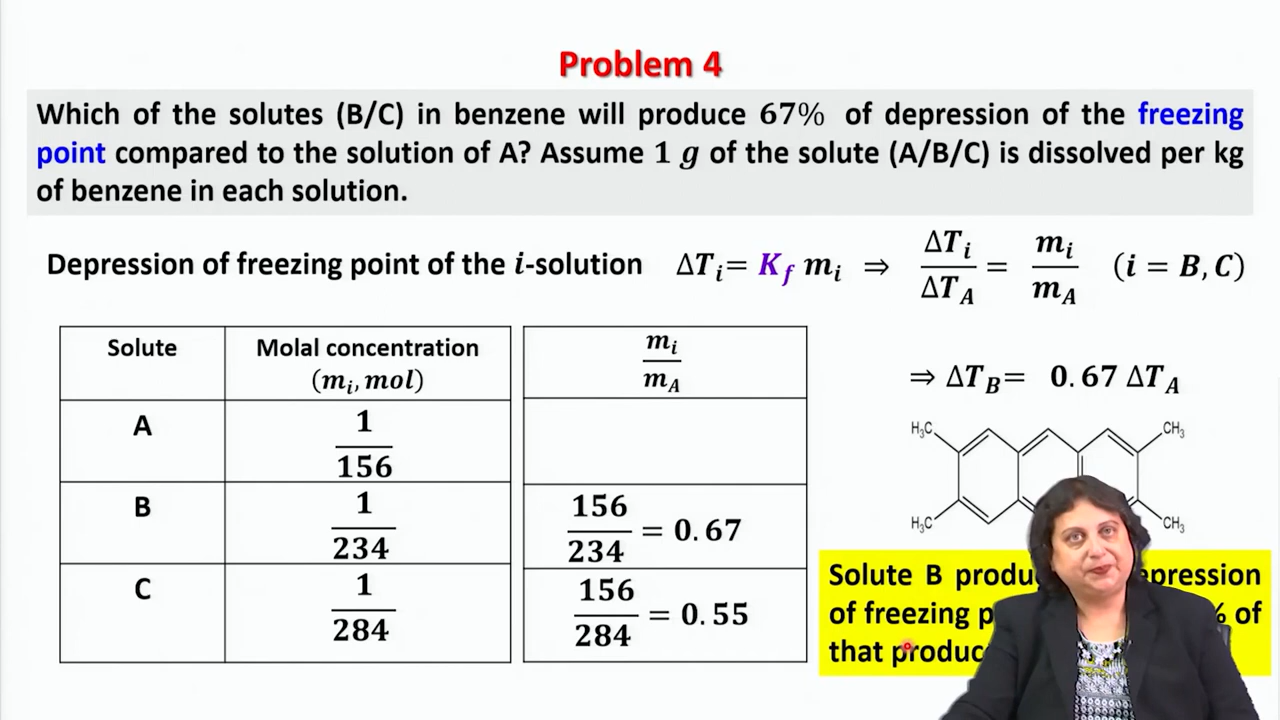 Problem 4
Which of the solutes (B/C) in benzene will produce 67% of depression of the freezing
point compared to the solution of A? Assume 1 g of the solute (A/B/C) is dissolved per kg
of benzene in each solution.
Depression of freezing point of the i-solution ΔT_i = K_f m_i ⇒ ΔT_i/ΔT_A = m_i/m_A (i = B, C)
Solute Molal concentration (m_i, mol) m_i/m_A
A 1/156
B 1/234 156/234 = 0.67
C 1/284 156/284 = 0.55
⇒ ΔT_B = 0.67 ΔT_A
H₃C CH₃
H₃C CH₃
Solute B
of freezing % of
that